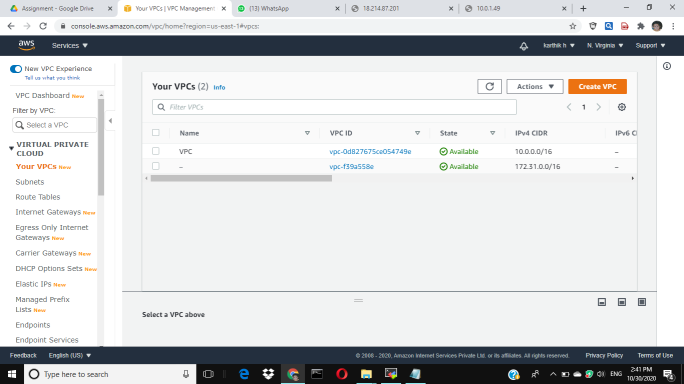 Assignment - Google Drive
Your VPCs | VPC Management
(13) WhatsApp
18.214.87.201
10.0.1.49
console.aws.amazon.com/vpc/home?region=us-east-1#vpcs:
aws
Services
karthik h
N. Virginia
Support
New VPC Experience
Tell us what you think
VPC Dashboard New
Filter by VPC:
Select a VPC
VIRTUAL PRIVATE
CLOUD
Your VPCs New
Subnets
Route Tables
Internet Gateways New
Egress Only Internet
Gateways New
Carrier Gateways New
DHCP Options Sets New
Elastic IPs New
Managed Prefix
Lists New
Endpoints
Endpoint Services
Your VPCs (2) Info
Actions
Create VPC
Filter VPCs
1
Name VPC ID State IPv4 CIDR IPv6 CI
VPC vpc-0d827675ce054749e Available 10.0.0.0/16 –
– vpc-f39a558e Available 172.31.0.0/16 –
Select a VPC above
Feedback English (US) © 2008 - 2020, Amazon Internet Services Private Ltd. or its affiliates. All rights reserved. Privacy Policy Terms of Use
Type here to search
ENG
2:41 PM
10/30/2020
4